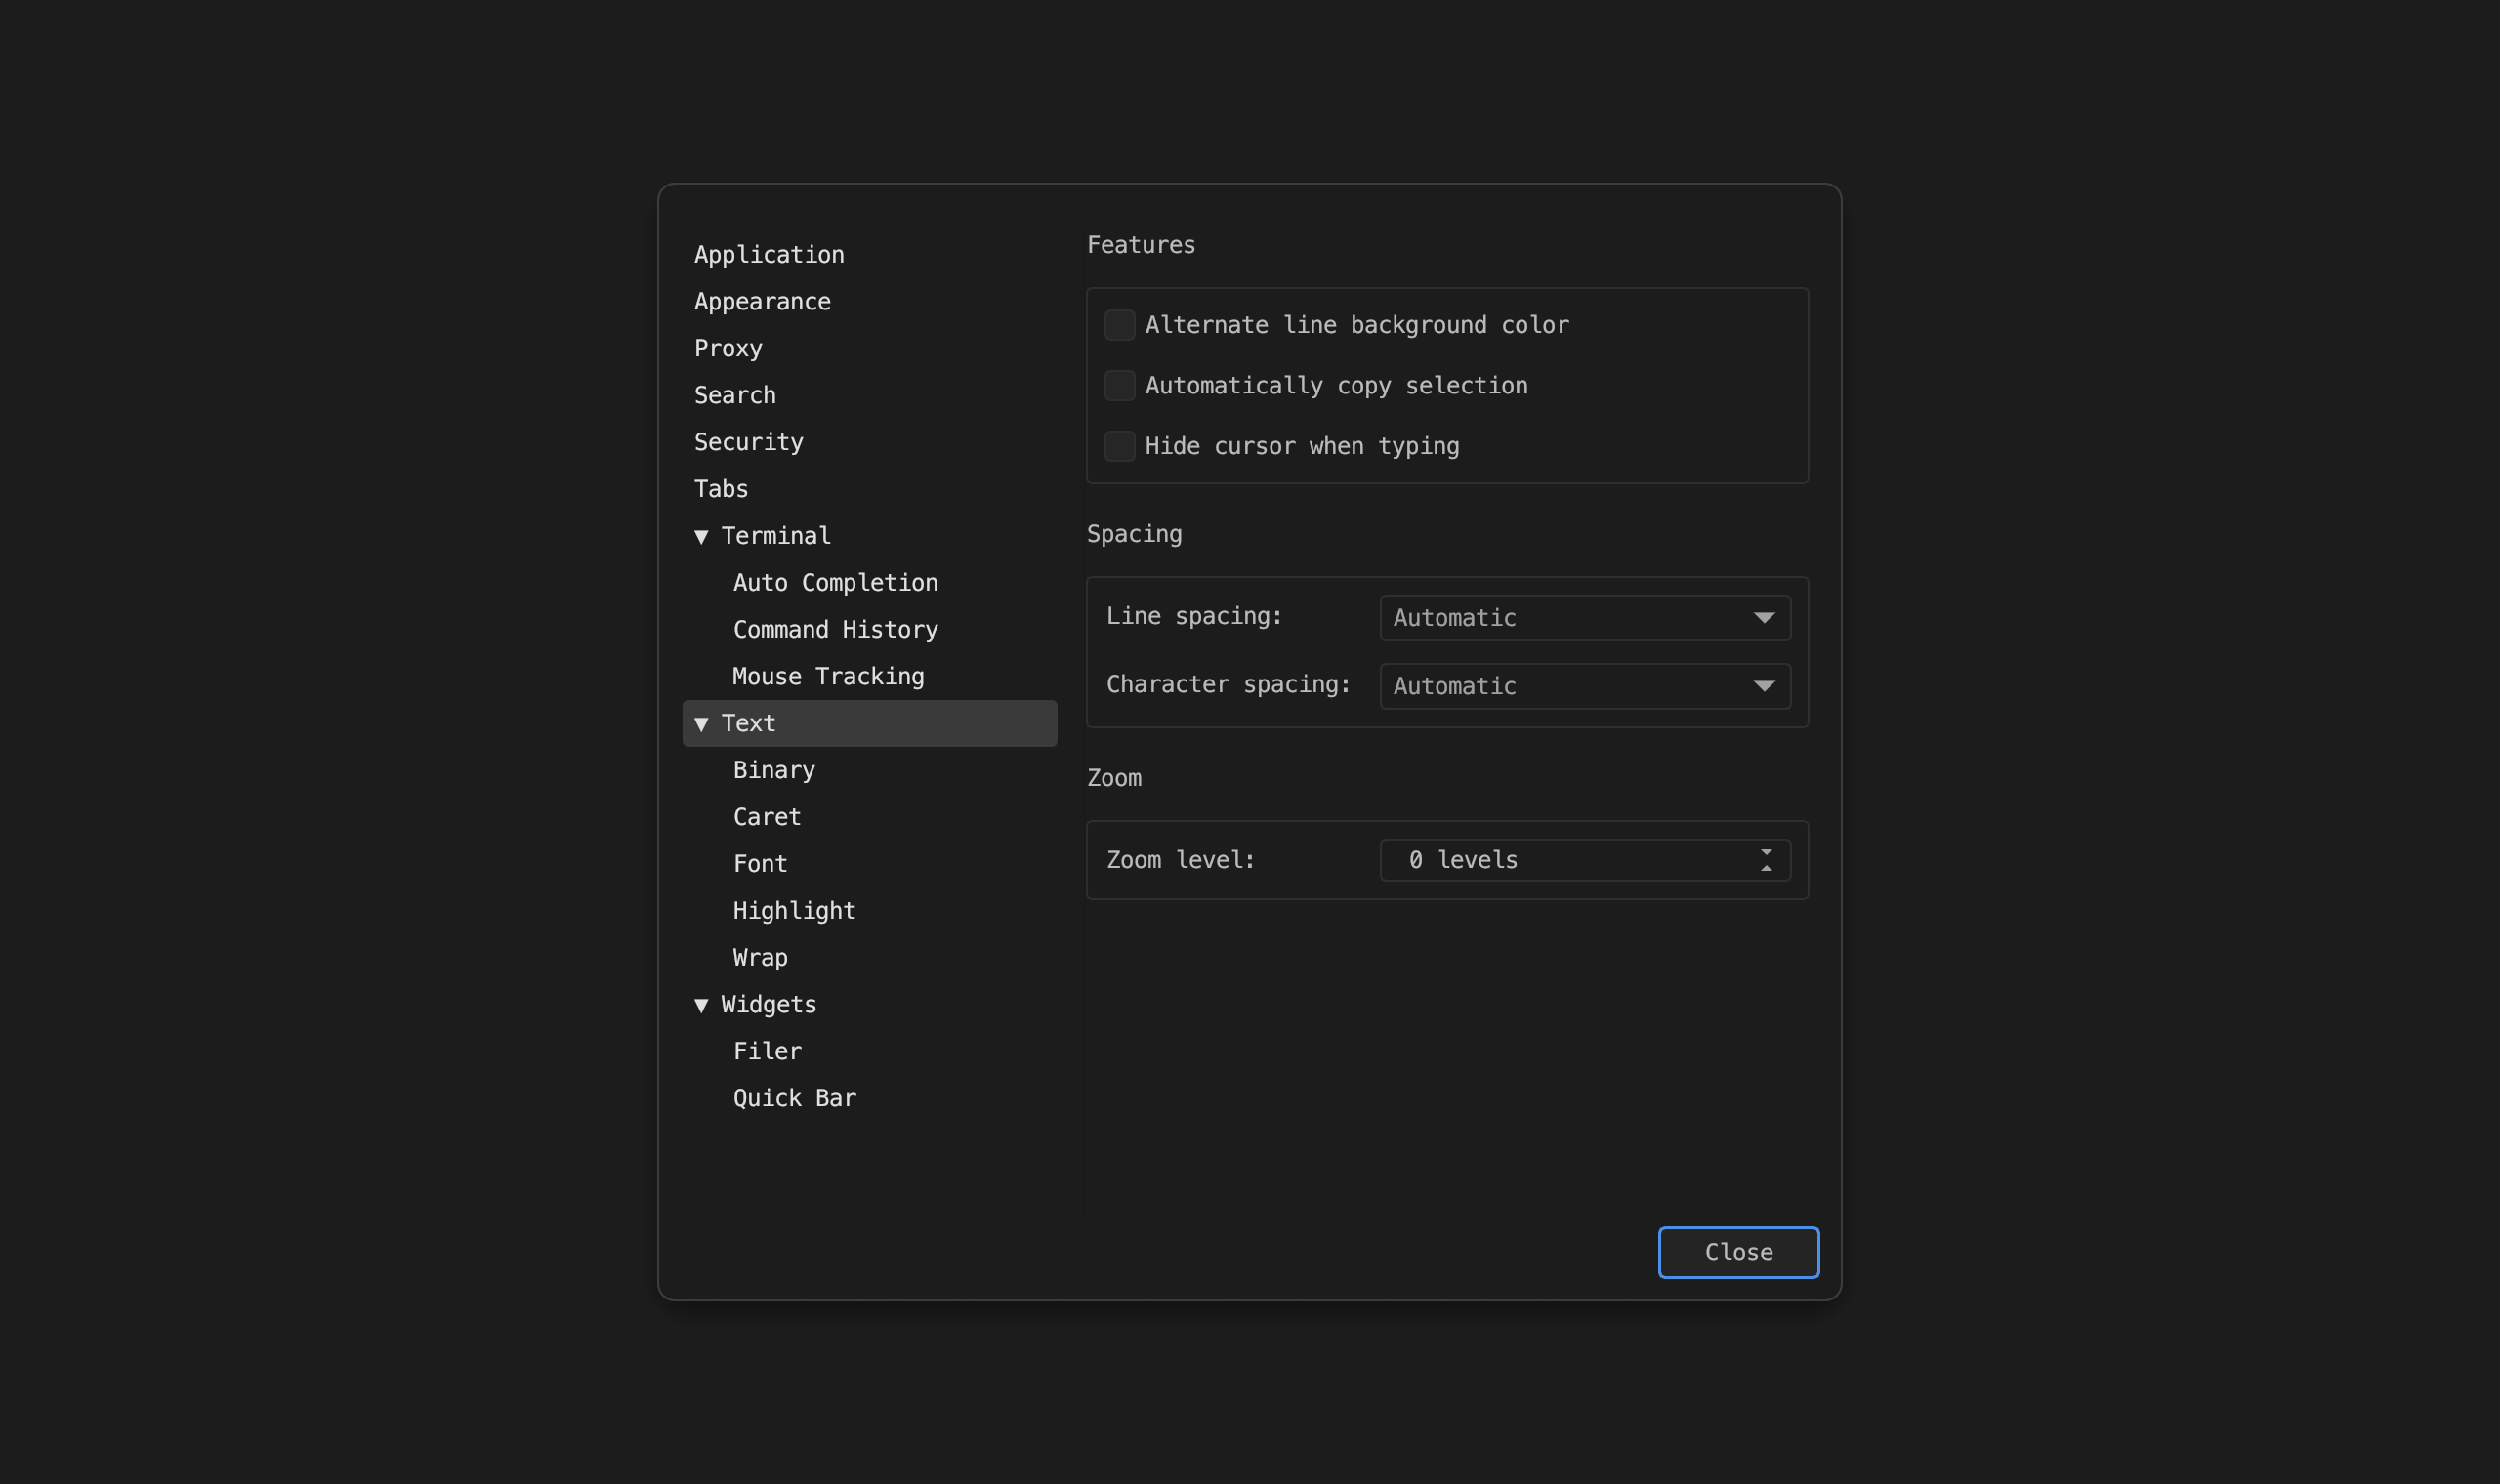 Application
Appearance
Proxy
Search
Security
Tabs
▼ Terminal
Auto Completion
Command History
Mouse Tracking
▼ Text
Binary
Caret
Font
Highlight
Wrap
▼ Widgets
Filer
Quick Bar
Features
Alternate line background color
Automatically copy selection
Hide cursor when typing
Spacing
Line spacing: Automatic
Character spacing: Automatic
Zoom
Zoom level: 0 levels
Close